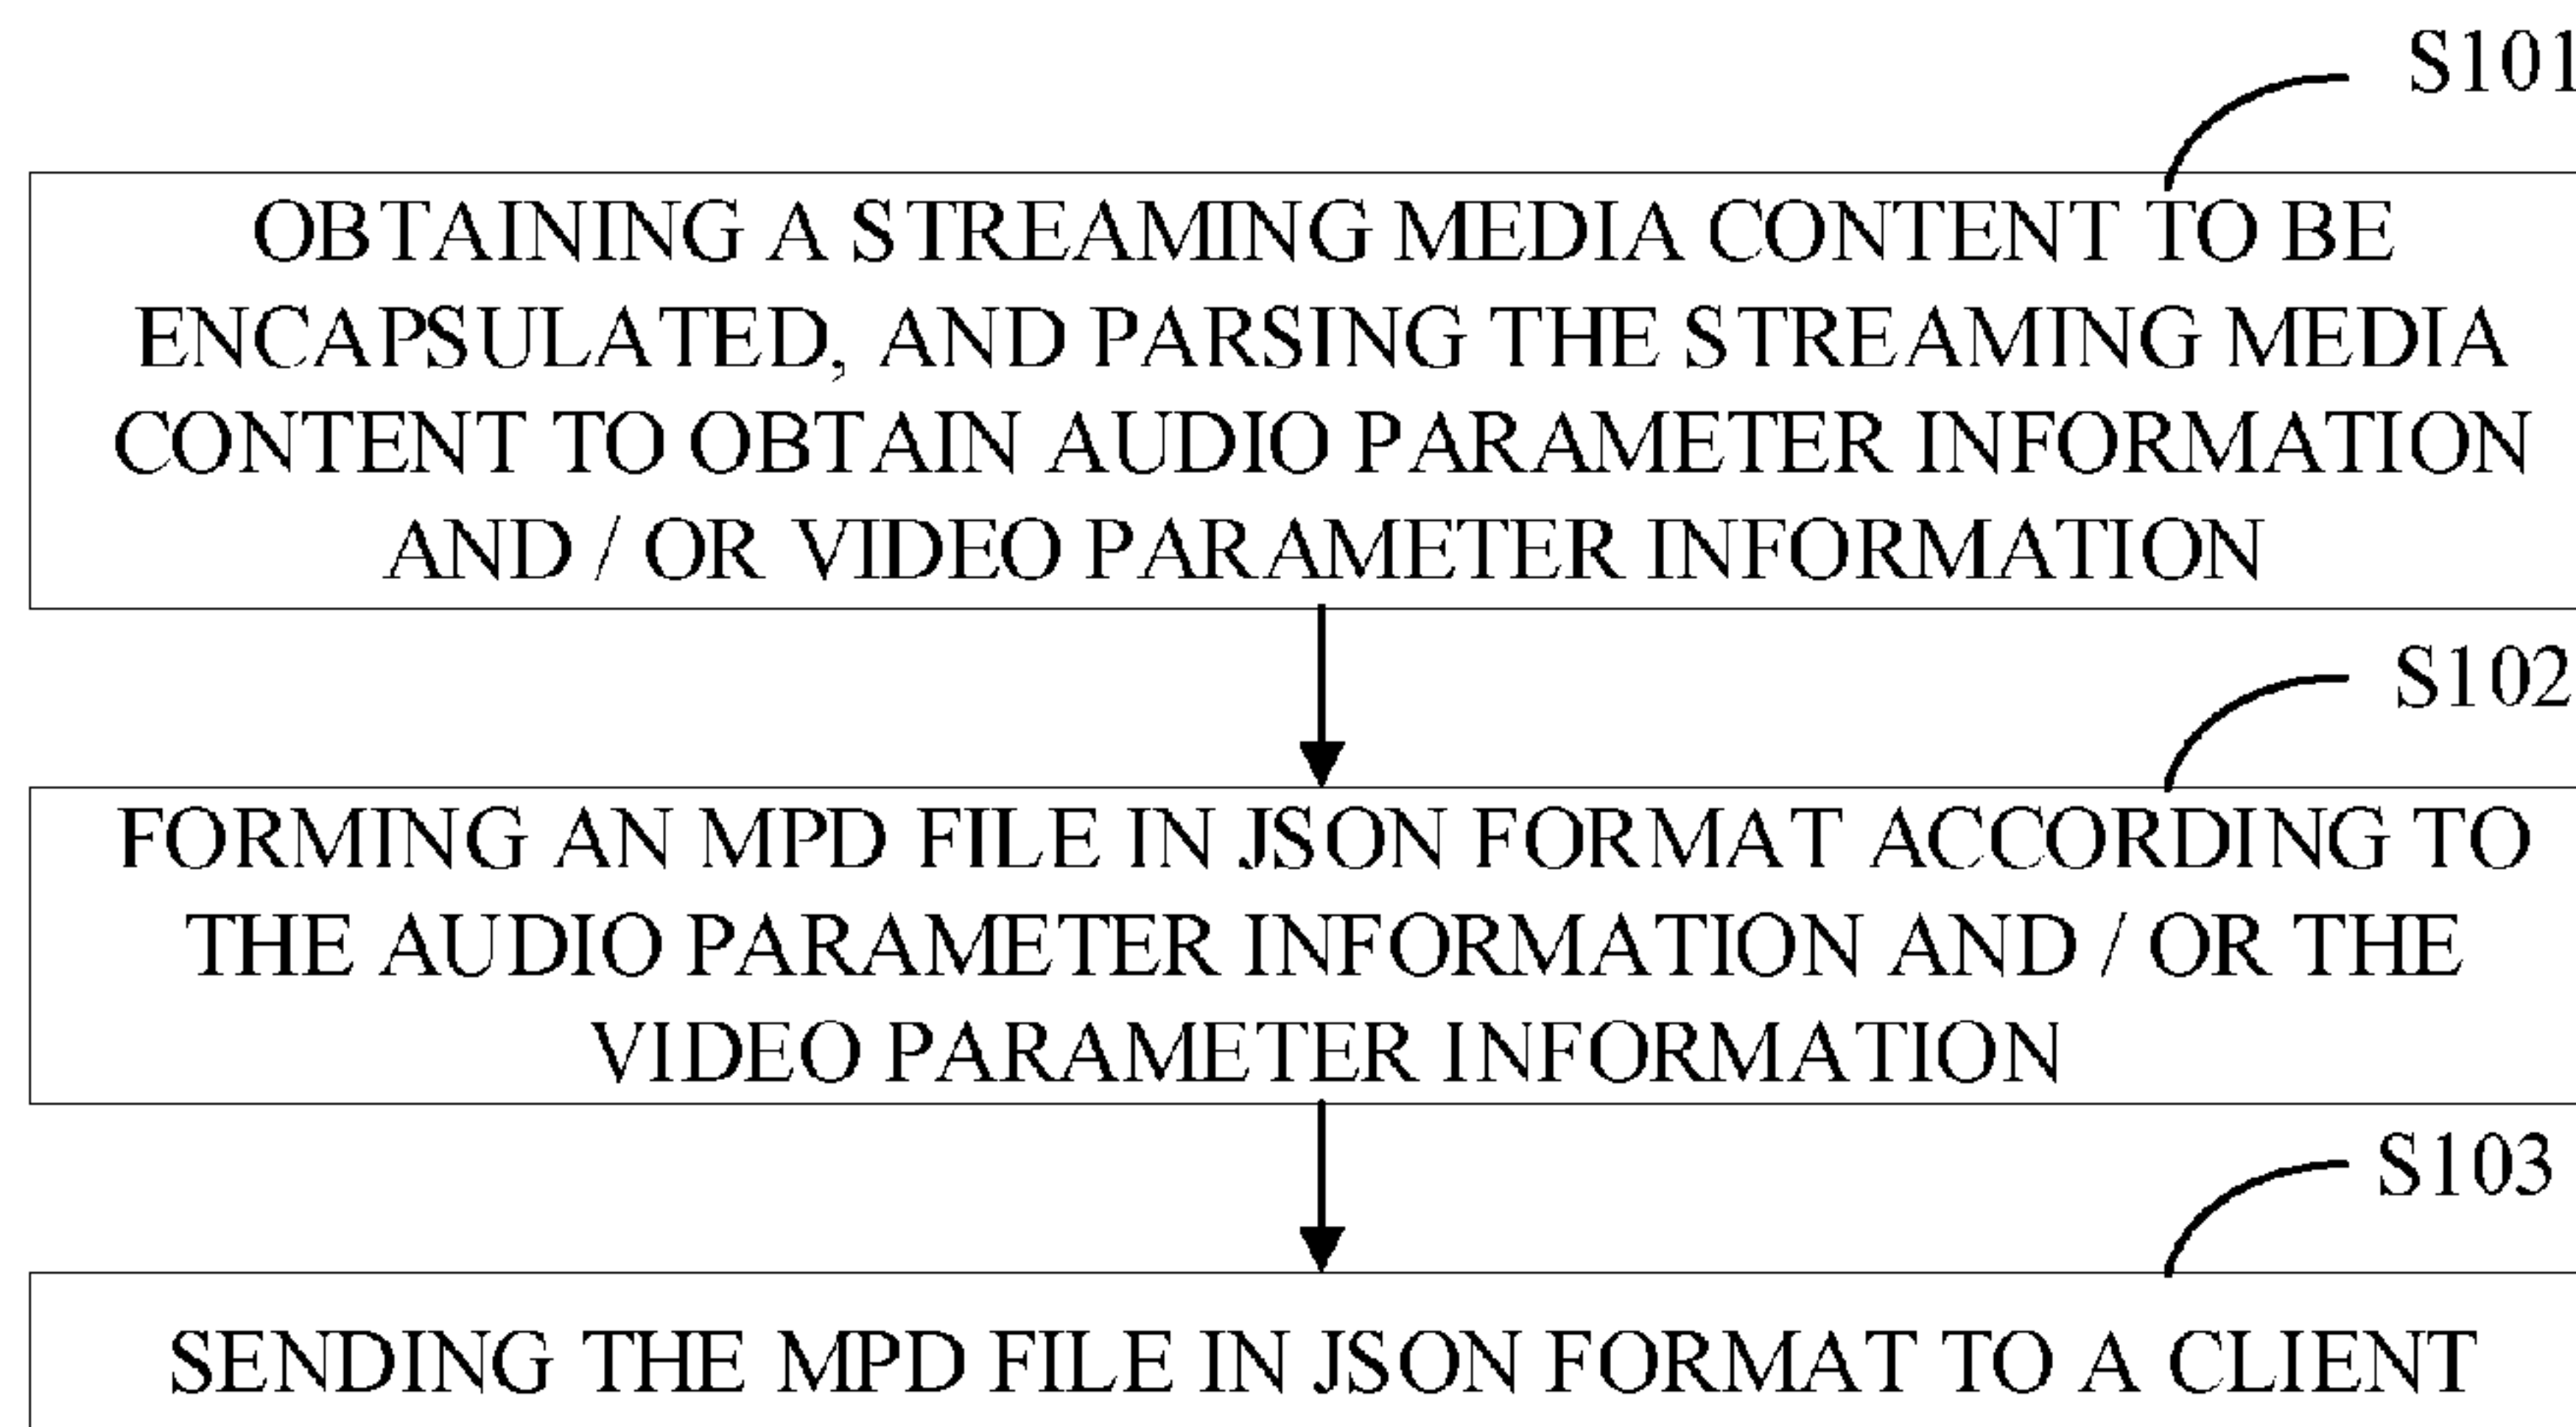 S101
OBTAINING A STREAMING MEDIA CONTENT TO BE
ENCAPSULATED, AND PARSING THE STREAMING MEDIA
CONTENT TO OBTAIN AUDIO PARAMETER INFORMATION
AND / OR VIDEO PARAMETER INFORMATION
S102
FORMING AN MPD FILE IN JSON FORMAT ACCORDING TO
THE AUDIO PARAMETER INFORMATION AND / OR THE
VIDEO PARAMETER INFORMATION
S103
SENDING THE MPD FILE IN JSON FORMAT TO A CLIENT